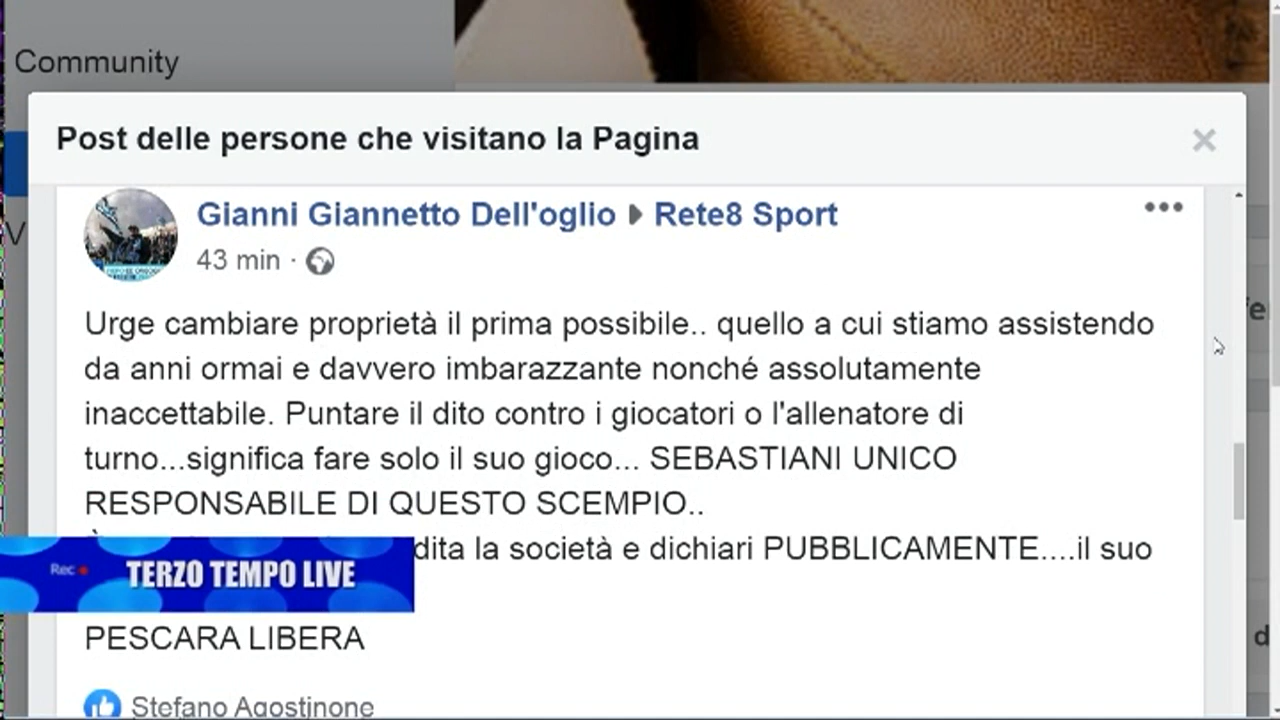 Community
Post delle persone che visitano la Pagina
Gianni Giannetto Dell'oglio Rete8 Sport
43 min ·
Urge cambiare proprietà il prima possibile.. quello a cui stiamo assistendo
da anni ormai e davvero imbarazzante nonché assolutamente
inaccettabile. Puntare il dito contro i giocatori o l'allenatore di
turno...significa fare solo il suo gioco... SEBASTIANI UNICO
RESPONSABILE DI QUESTO SCEMPIO..
dita la società e dichiari PUBBLICAMENTE....il suo
Rec TERZO TEMPO LIVE
PESCARA LIBERA
Stefano Agostinone